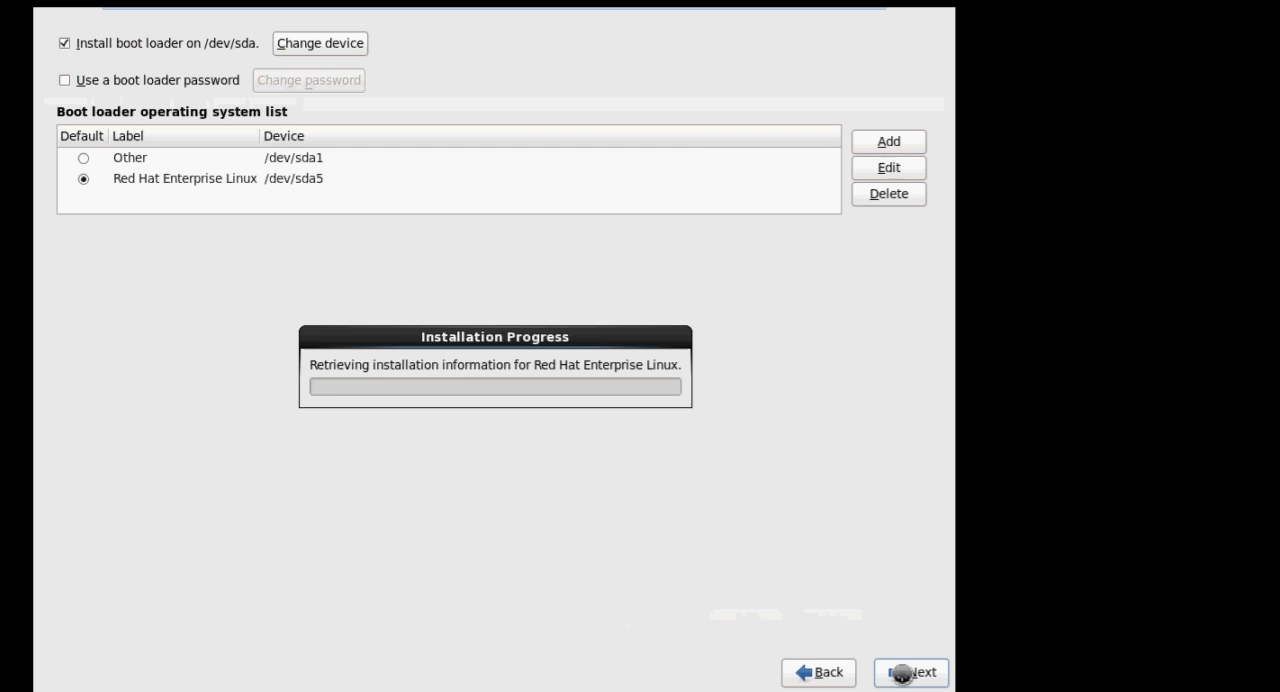 Install boot loader on /dev/sda. Change device
Use a boot loader password Change password
Boot loader operating system list
Default Label Device
Other /dev/sda1
Red Hat Enterprise Linux /dev/sda5
Add
Edit
Delete
Installation Progress
Retrieving installation information for Red Hat Enterprise Linux.
Back Next